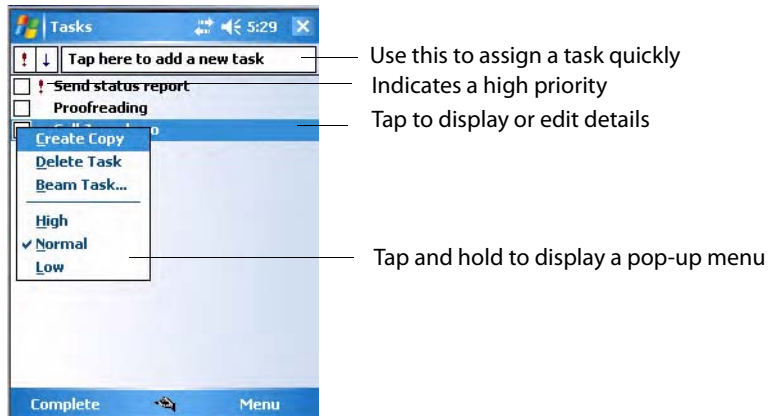 Tasks 5:29
! ↓ Tap here to add a new task
Use this to assign a task quickly
! Send status report
Indicates a high priority
Proofreading
Tap to display or edit details
Create Copy
Delete Task
Beam Task...
High
✓ Normal
Low
Tap and hold to display a pop-up menu
Complete Menu